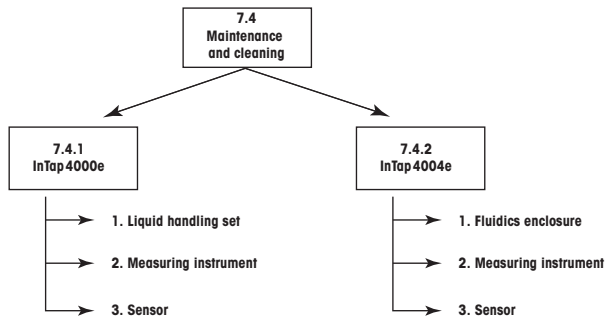 7.4
Maintenance
and cleaning
7.4.1
InTap 4000e
7.4.2
InTap 4004e
1. Liquid handling set
2. Measuring instrument
3. Sensor
1. Fluidics enclosure
2. Measuring instrument
3. Sensor